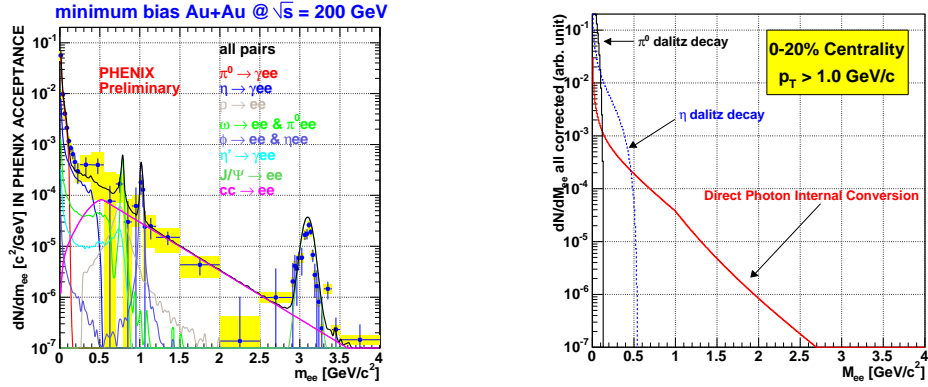 minimum bias Au+Au @ √s = 200 GeV
dN/dm_ee [c²/GeV] IN PHENIX ACCEPTANCE
10⁻¹
10⁻²
10⁻³
10⁻⁴
10⁻⁵
10⁻⁶
10⁻⁷
PHENIX
Preliminary
all pairs
π⁰ → γee
η → γee
ρ → ee
ω → ee & π⁰ee
ϕ → ee & ηee
η' → γee
J/Ψ → ee
cc → ee
0 0.5 1 1.5 2 2.5 3 3.5 4
m_ee [GeV/c²]
dN/dM_ee all corrected (arb. unit)
10⁻¹
10⁻²
10⁻³
10⁻⁴
10⁻⁵
10⁻⁶
10⁻⁷
π⁰ dalitz decay
0-20% Centrality
p_T > 1.0 GeV/c
η dalitz decay
Direct Photon Internal Conversion
0 0.5 1 1.5 2 2.5 3 3.5 4
M_ee [GeV/c²]